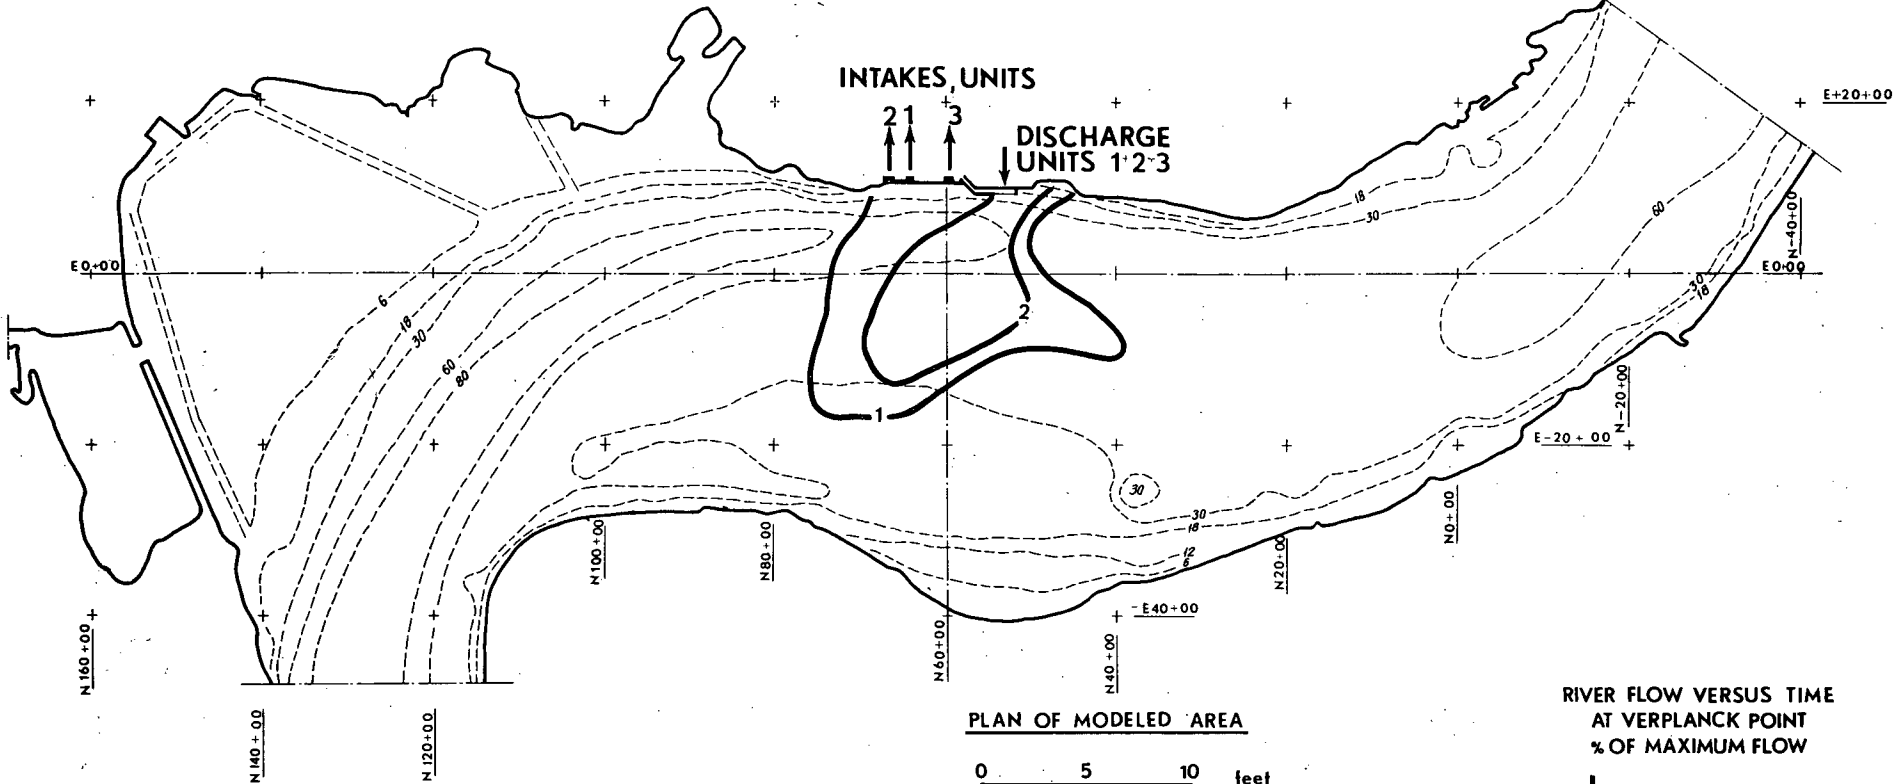 INTAKES, UNITS
2 1 3
DISCHARGE
UNITS 1+2+3
E+20+00
18
30
60
N-40+00
E0+00
E0+00
6
18
30
60
80
2
1
30
18
N-20+00
E-20+00
30
30
18
12
6
N100+00
N80+00
N60+00
N40+00
N20+00
N0+00
-E40+00
N160+00
N140+00
N120+00
PLAN OF MODELED AREA
0 5 10 feet
RIVER FLOW VERSUS TIME
AT VERPLANCK POINT
% OF MAXIMUM FLOW